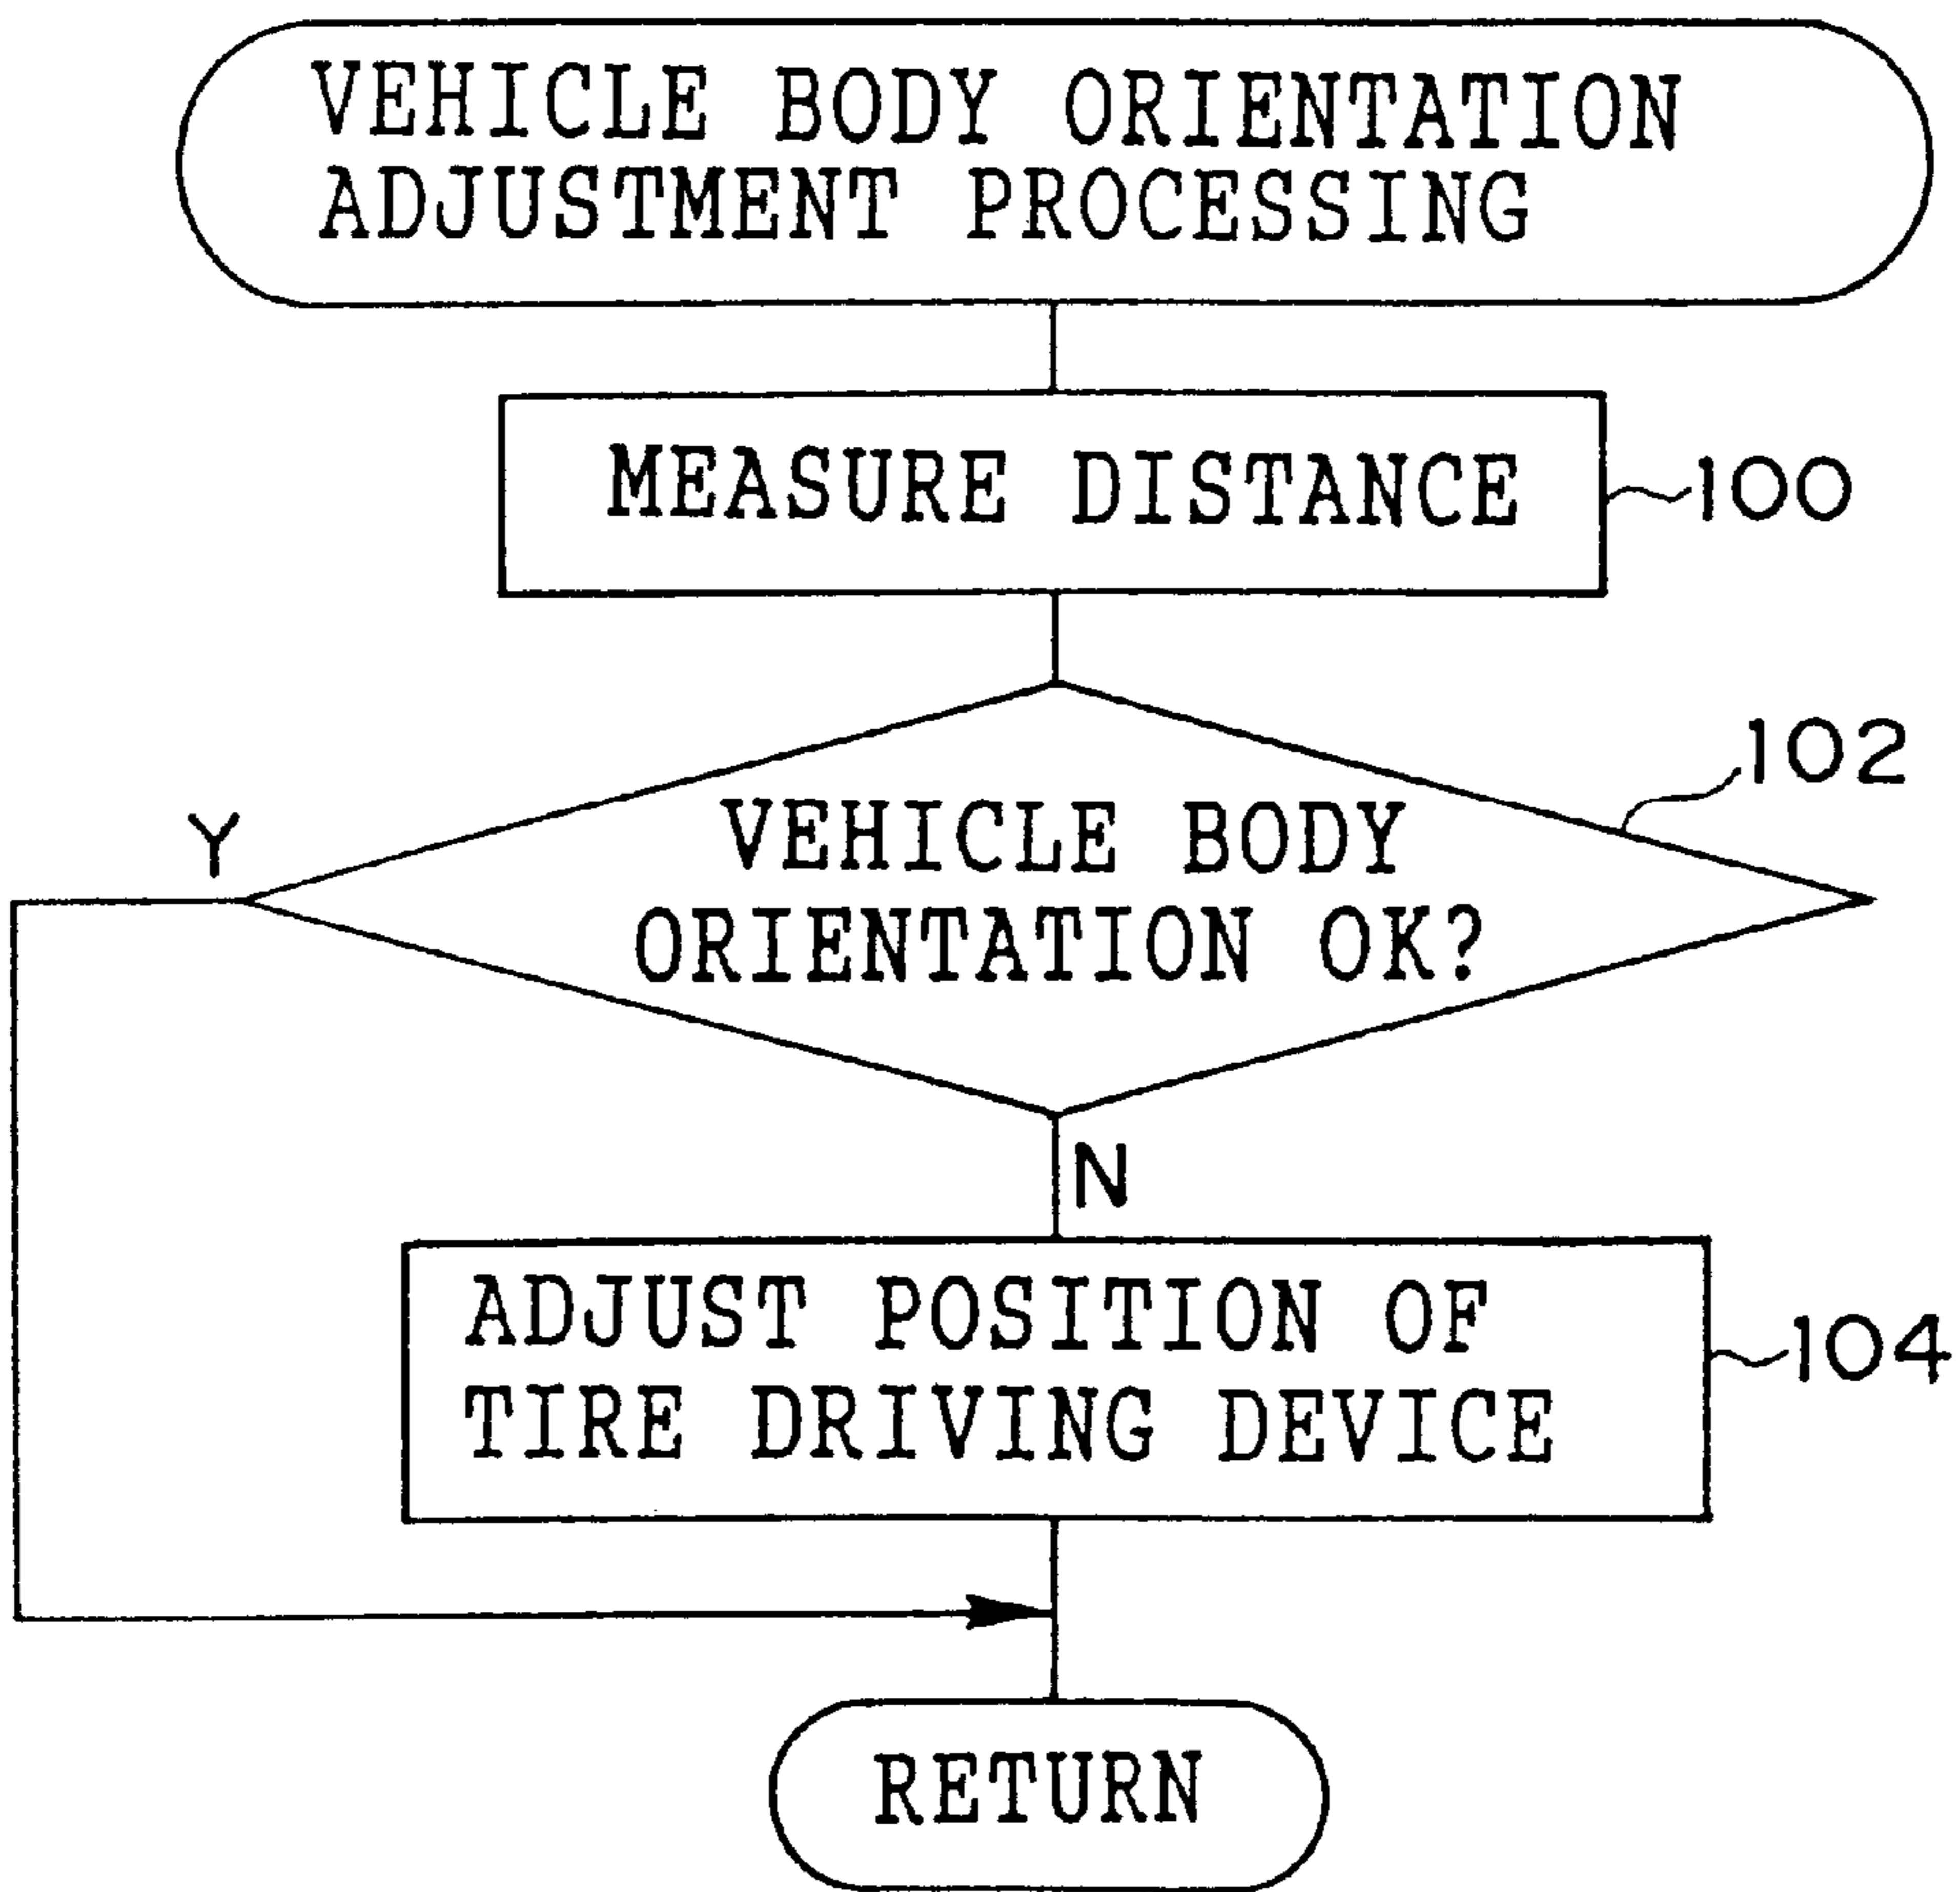 VEHICLE BODY ORIENTATION
ADJUSTMENT PROCESSING
MEASURE DISTANCE
100
102
Y
VEHICLE BODY
ORIENTATION OK?
N
ADJUST POSITION OF
TIRE DRIVING DEVICE
104
RETURN